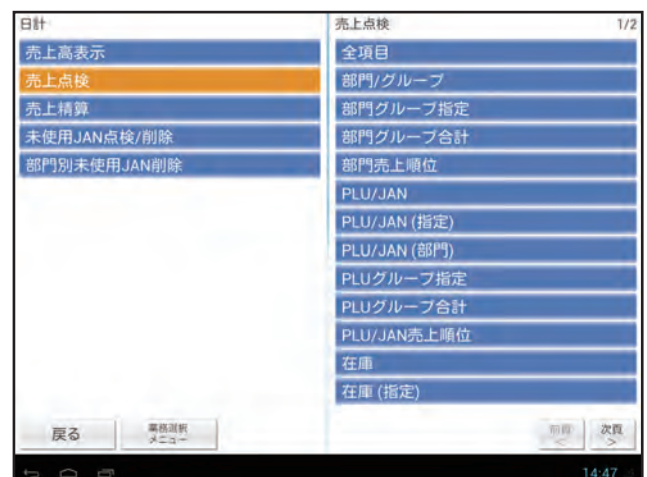 日計
売上高表示
売上点検
売上精算
未使用JAN点検/削除
部門別未使用JAN削除
戻る
業務選択
メニュー
売上点検 1/2
全項目
部門/グループ
部門グループ指定
部門グループ合計
部門売上順位
PLU/JAN
PLU/JAN (指定)
PLU/JAN (部門)
PLUグループ指定
PLUグループ合計
PLU/JAN売上順位
在庫
在庫 (指定)
前頁
<
次頁
>
14:47